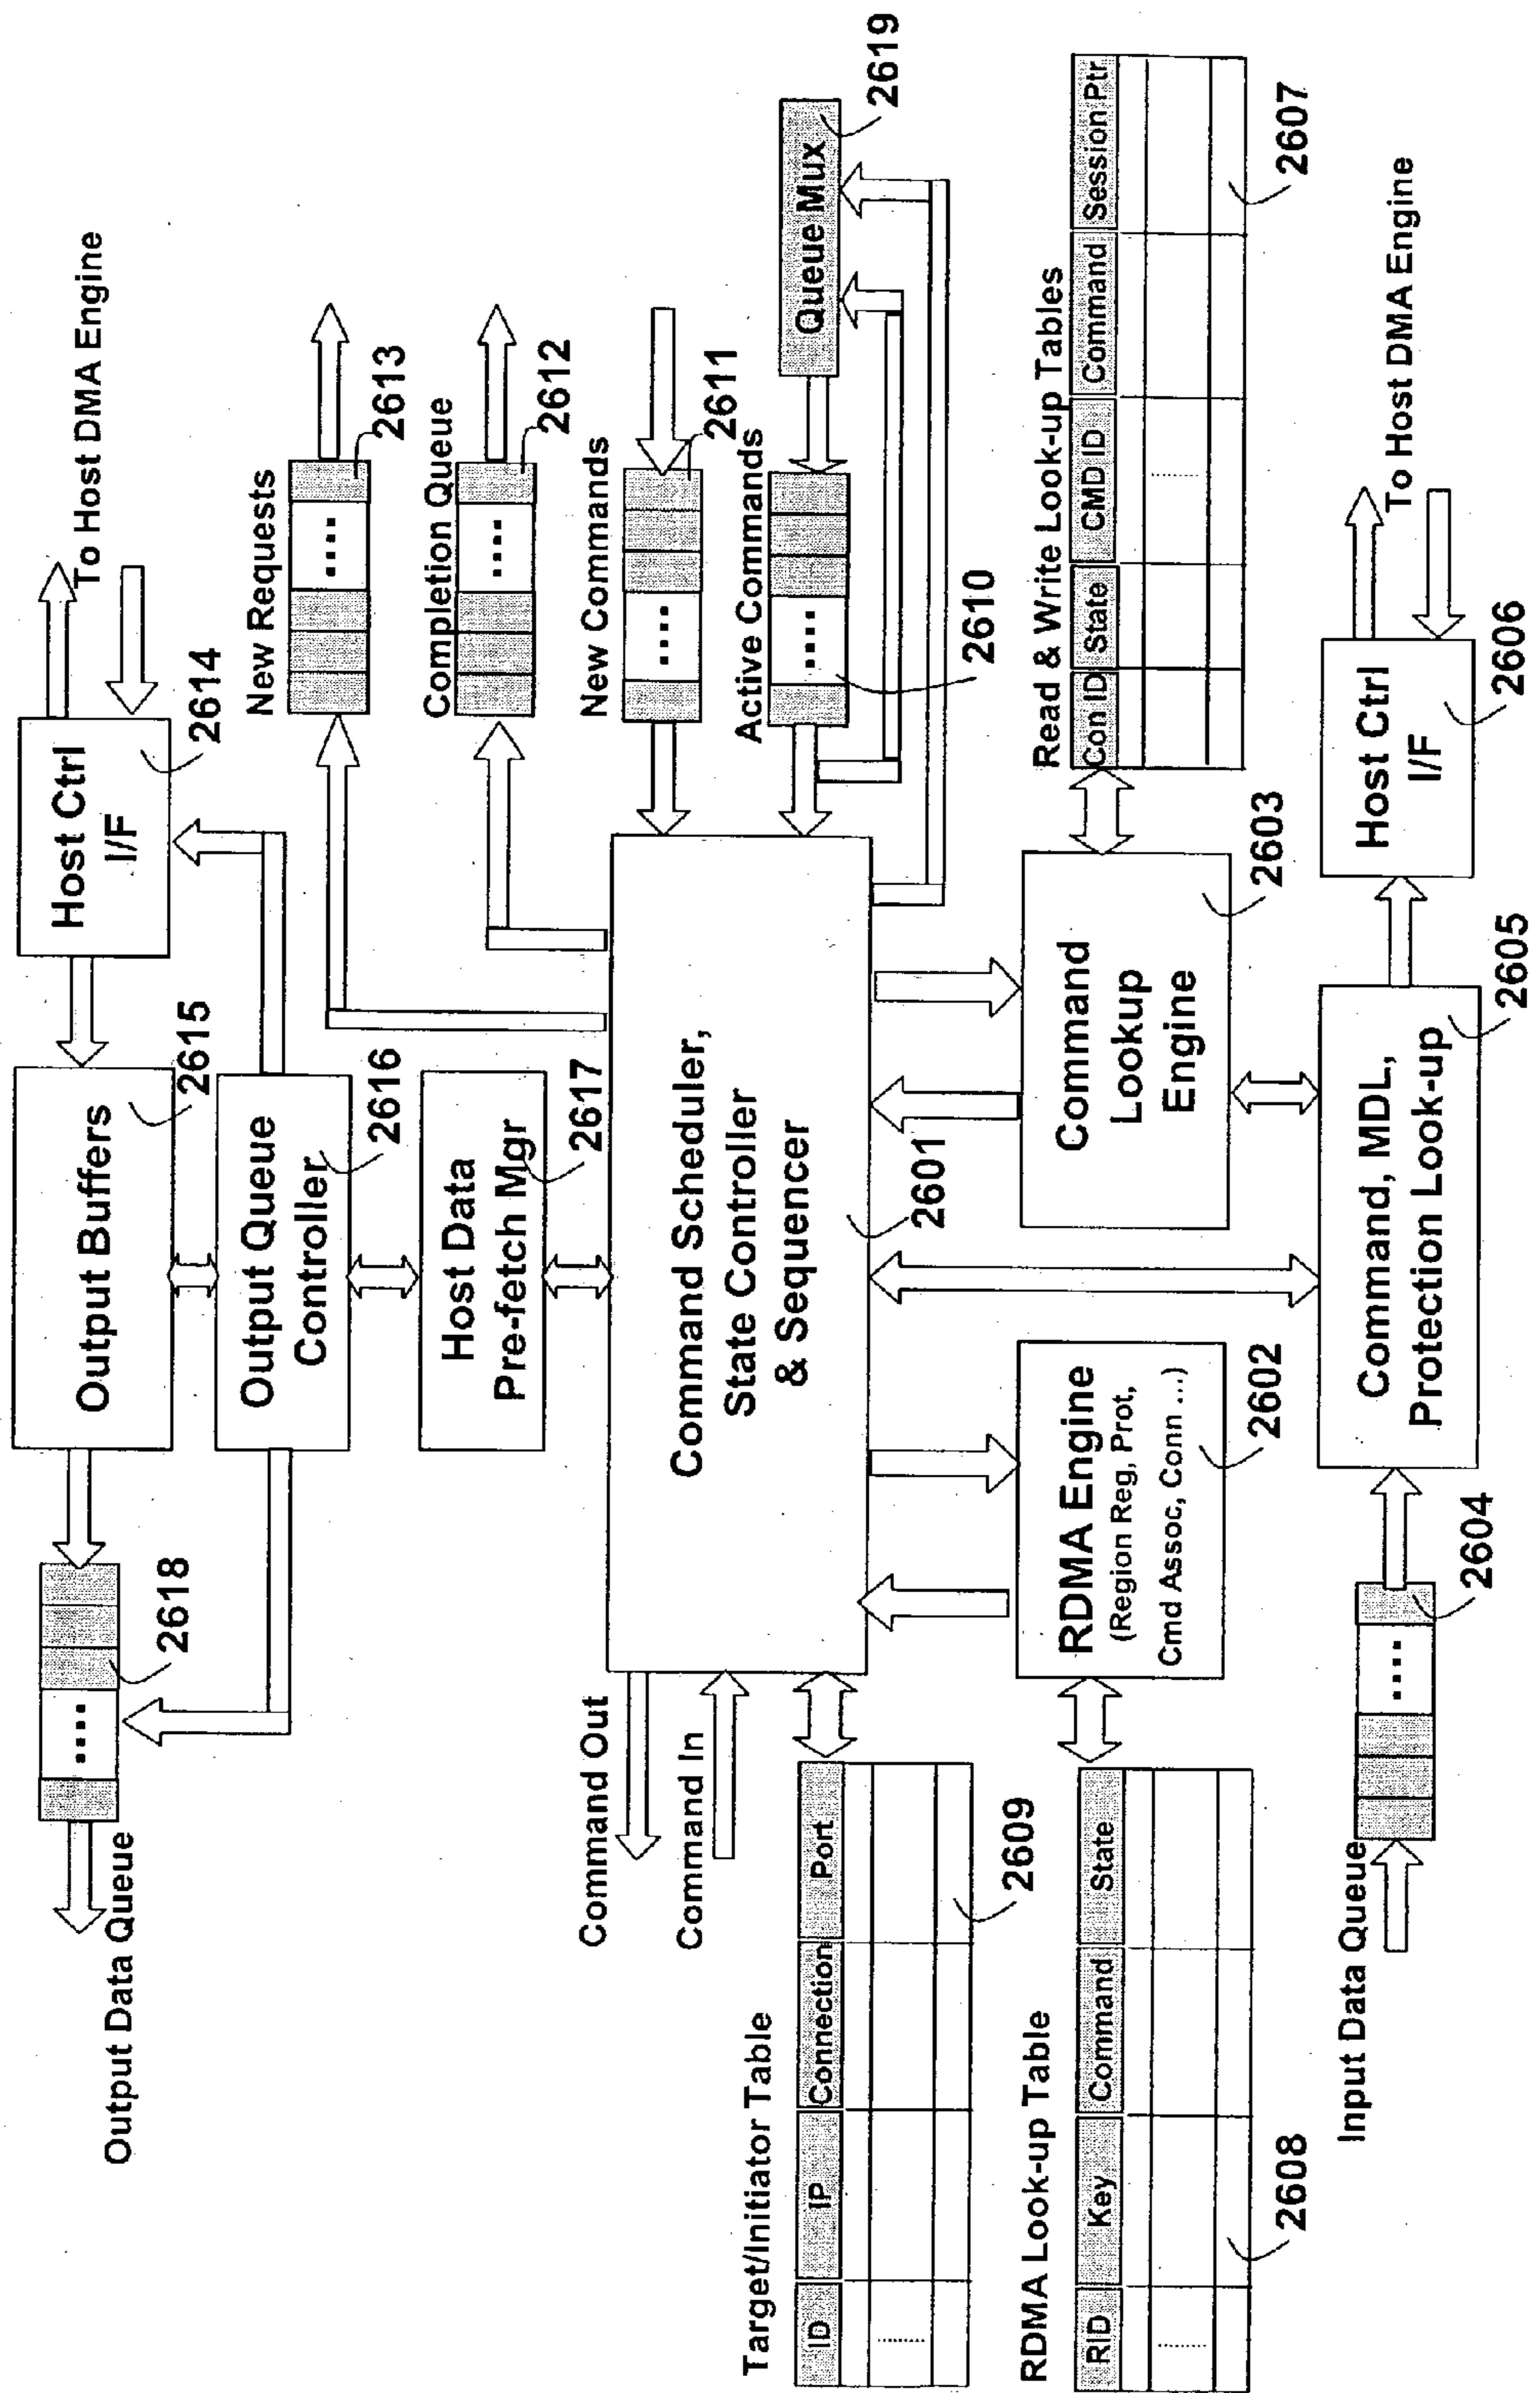 To Host DMA Engine
Host Ctrl
I/F
2614
Output Buffers
2615
2618
Output Data Queue
Output Queue
Controller
2616
Host Data
Pre-fetch Mgr
2617
New Requests
....
2613
Completion Queue
....
2612
New Commands
....
2611
Active Commands
....
2610
Queue Mux
2619
Command Out
Command In
Command Scheduler,
State Controller
& Sequencer
2601
Target/Initiator Table
ID IP Connection Port
2609
RDMA Look-up Table
RID Key Command State
2608
RDMA Engine
(Region Reg, Prot,
Cmd Assoc, Conn ...)
2602
Command
Lookup
Engine
2603
Read & Write Look-up Tables
Con ID State CMD ID Command Session Ptr
2607
Input Data Queue
....
2604
Command, MDL,
Protection Look-up
2605
Host Ctrl
I/F
2606
To Host DMA Engine